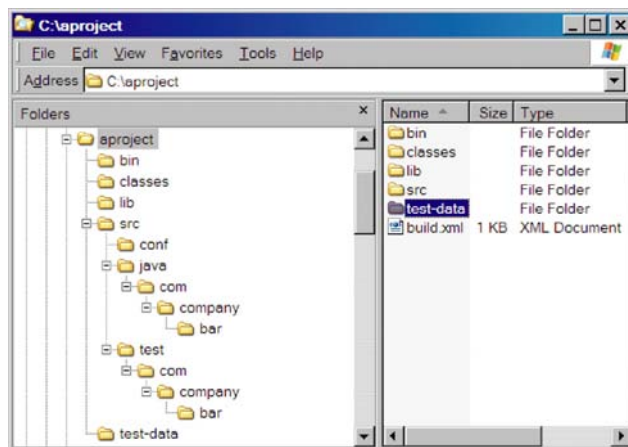 C:\aproject
File Edit View Favorites Tools Help
Address C:\aproject
Folders
aproject
bin
classes
lib
src
conf
java
com
company
bar
test
com
company
bar
test-data
Name Size Type
bin File Folder
classes File Folder
lib File Folder
src File Folder
test-data File Folder
build.xml 1 KB XML Document